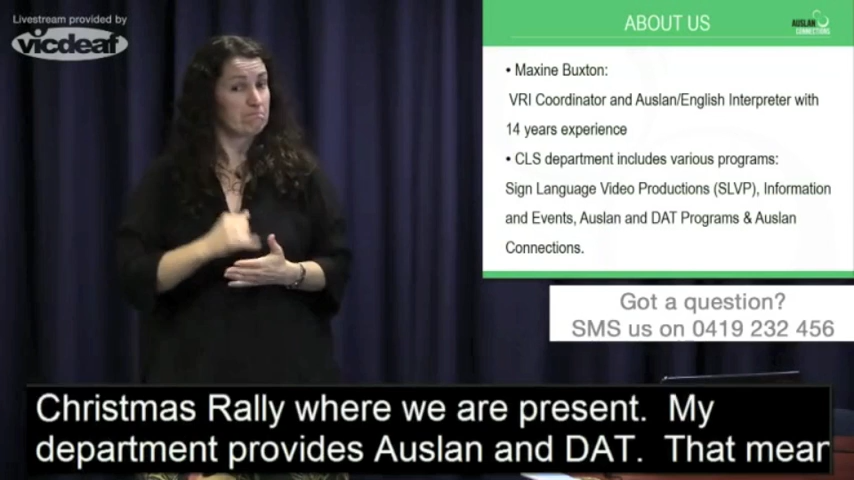 Livestream provided by
vicdeaf
ABOUT US
AUSLAN
CONNECTIONS
• Maxine Buxton:
VRI Coordinator and Auslan/English Interpreter with
14 years experience
• CLS department includes various programs:
Sign Language Video Productions (SLVP), Information
and Events, Auslan and DAT Programs & Auslan
Connections.
Got a question?
SMS us on 0419 232 456
Christmas Rally where we are present. My
department provides Auslan and DAT. That mean